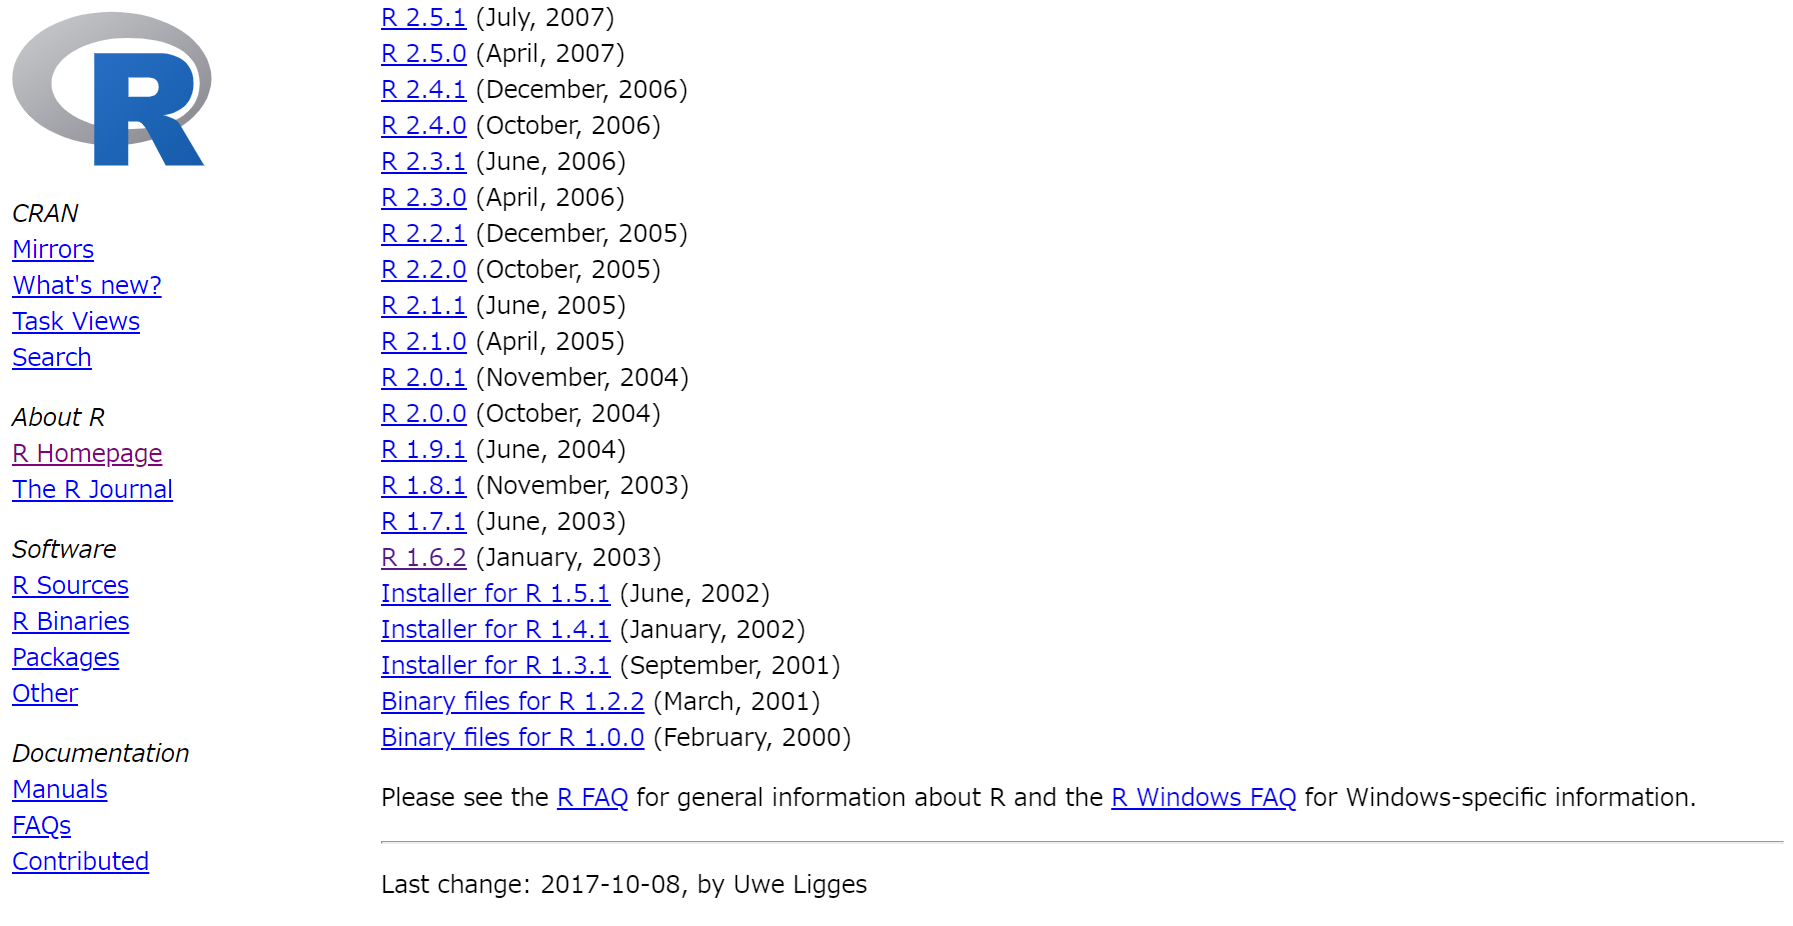 R
CRAN
Mirrors
What's new?
Task Views
Search
About R
R Homepage
The R Journal
Software
R Sources
R Binaries
Packages
Other
Documentation
Manuals
FAQs
Contributed
R 2.5.1 (July, 2007)
R 2.5.0 (April, 2007)
R 2.4.1 (December, 2006)
R 2.4.0 (October, 2006)
R 2.3.1 (June, 2006)
R 2.3.0 (April, 2006)
R 2.2.1 (December, 2005)
R 2.2.0 (October, 2005)
R 2.1.1 (June, 2005)
R 2.1.0 (April, 2005)
R 2.0.1 (November, 2004)
R 2.0.0 (October, 2004)
R 1.9.1 (June, 2004)
R 1.8.1 (November, 2003)
R 1.7.1 (June, 2003)
R 1.6.2 (January, 2003)
Installer for R 1.5.1 (June, 2002)
Installer for R 1.4.1 (January, 2002)
Installer for R 1.3.1 (September, 2001)
Binary files for R 1.2.2 (March, 2001)
Binary files for R 1.0.0 (February, 2000)
Please see the R FAQ for general information about R and the R Windows FAQ for Windows-specific information.
Last change: 2017-10-08, by Uwe Ligges